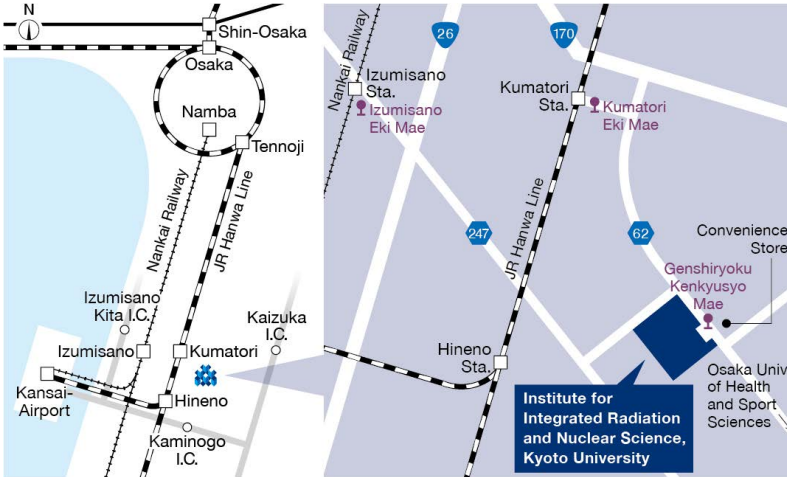 N
Shin-Osaka
Osaka
Namba
Tennoji
Nankai Railway
JR Hanwa Line
Izumisano
Kita I.C.
Kaizuka
I.C.
Izumisano
Kumatori
Kansai-
Airport
Hineno
Kaminogo
I.C.
Nankai Railway
26
170
Izumisano
Sta.
Izumisano
Eki Mae
Kumatori
Sta.
Kumatori
Eki Mae
JR Hanwa Line
247
62
Convenience
Store
Genshiryoku
Kenkyusyo
Mae
Hineno
Sta.
Osaka Univ
of Health
and Sport
Sciences
Institute for
Integrated Radiation
and Nuclear Science,
Kyoto University